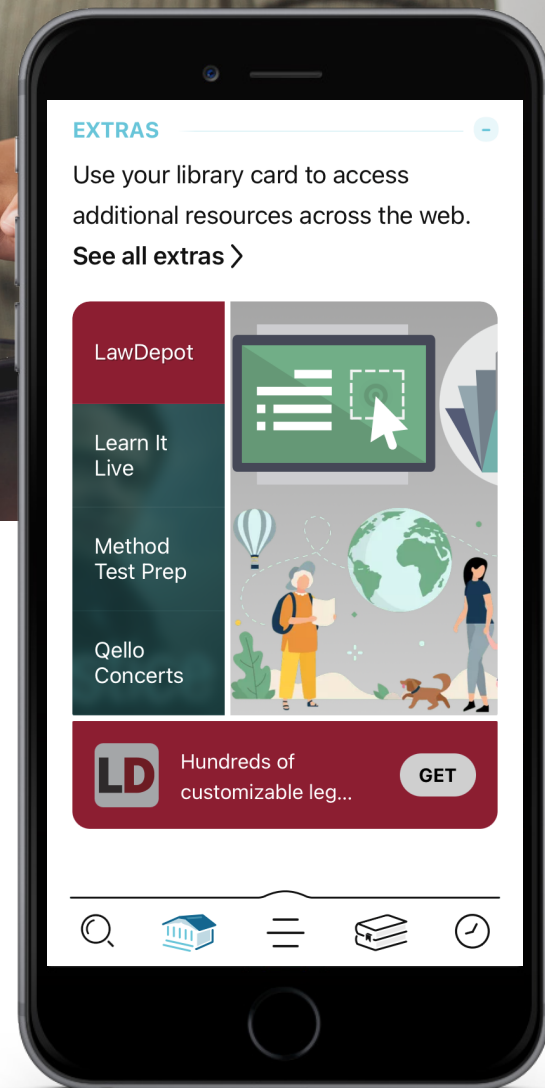 EXTRAS
Use your library card to access
additional resources across the web.
See all extras
LawDepot
Learn It
Live
Method
Test Prep
Qello
Concerts
LD
Hundreds of
customizable leg...
GET